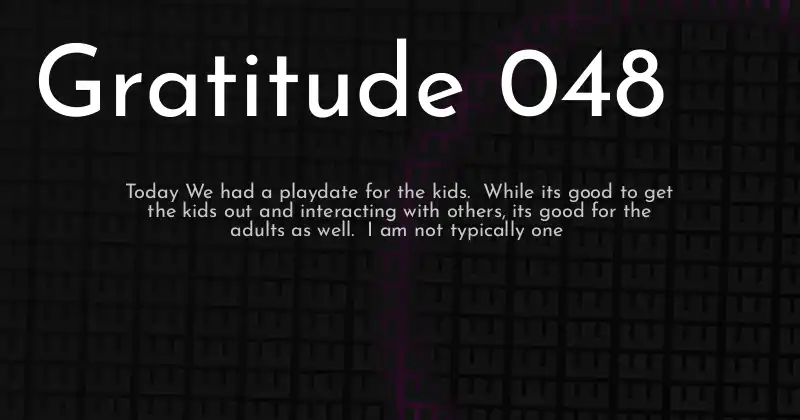 Gratitude 048
Today We had a playdate for the kids.  While its good to get
the kids out and interacting with others, its good for the
adults as well.  I am not typically one